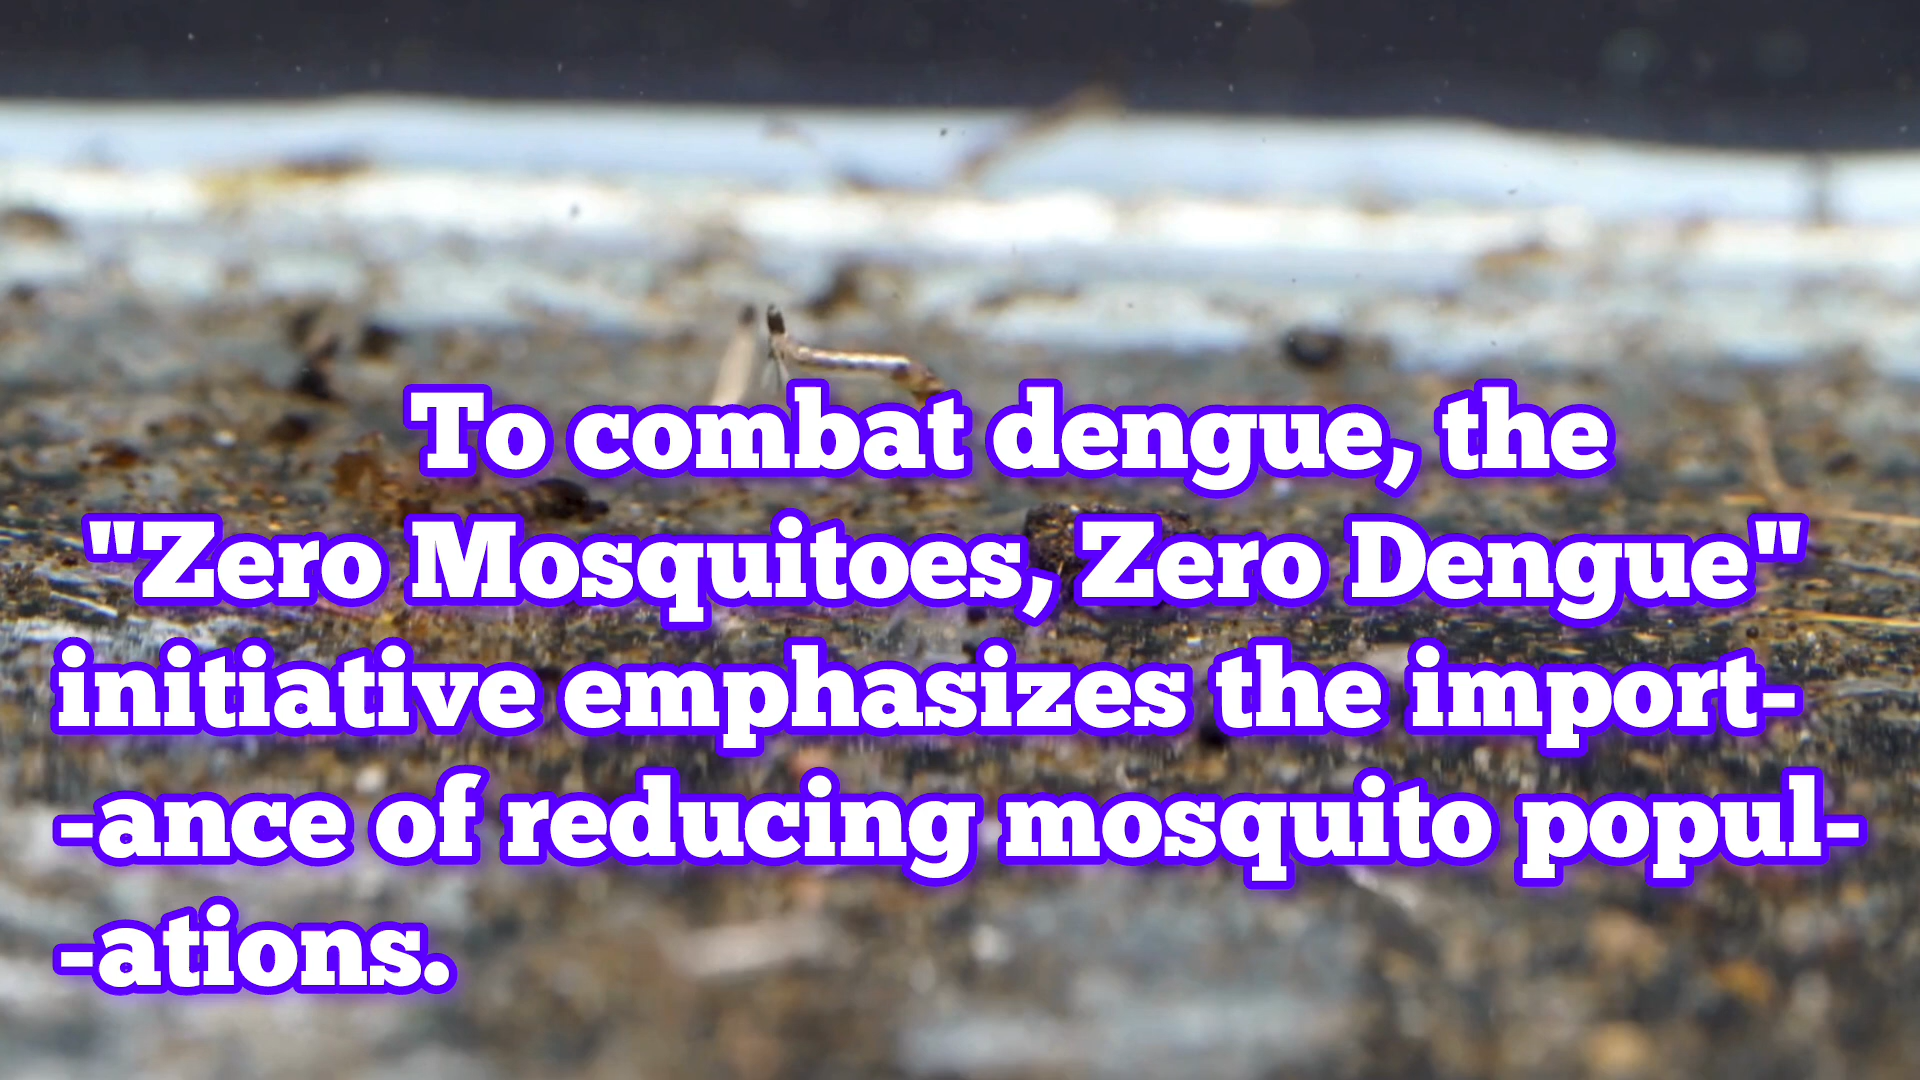 To combat dengue, the
"Zero Mosquitoes, Zero Dengue"
initiative emphasizes the import-
-ance of reducing mosquito popul-
-ations.